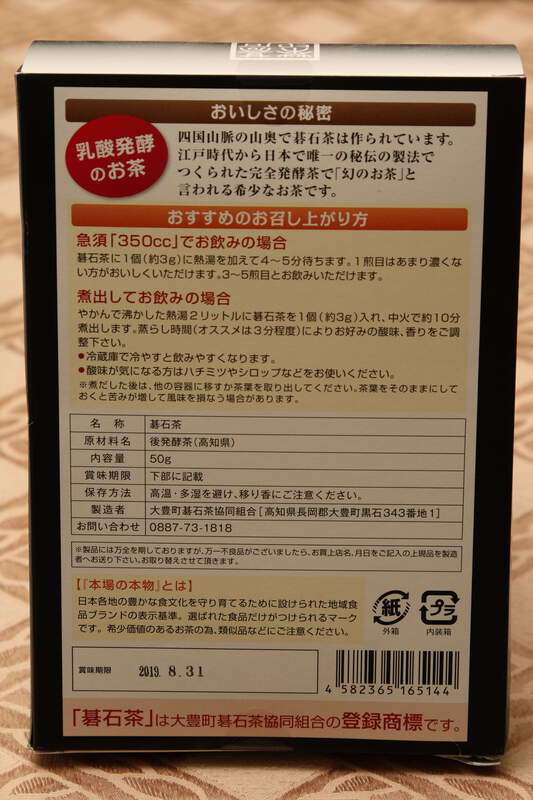 おいしさの秘密
乳酸発酵
のお茶
四国山脈の山奥で碁石茶は作られています。
江戸時代から日本で唯一の秘伝の製法で
つくられた完全発酵茶で「幻のお茶」と
言われる希少なお茶です。
おすすめのお召し上がり方
急須「350cc」でお飲みの場合
碁石茶に1個(約3g)に熱湯を加えて4～5分待ちます。1煎目はあまり濃くな
い方がおいしくいただけます。3～5煎目とお飲みいただけます。
煮出してお飲みの場合
やかんで沸かした熱湯2リットルに碁石茶を1個(約3g)入れ、中火で約10分
煮出します。蒸らし時間(オススメは3分程度)によりお好みの酸味、香りをご調
整下さい。
●冷蔵庫で冷やすと飲みやすくなります。
●酸味が気になる方はハチミツやシロップなどをお使いください。
※煮だした後は、他の容器に移すか茶葉を取り出してください。茶葉をそのままにして
おくと苦みが増して風味を損なう場合があります。
名 称 碁石茶
原材料名 後発酵茶(高知県)
内容量 50g
賞味期限 下部に記載
保存方法 高温・多湿を避け、移り香にご注意ください。
製造者 大豊町碁石茶協同組合[高知県長岡郡大豊町黒石343番地1]
お問い合わせ 0887-73-1818
※製品には万全を期しておりますが、万一不良品がございましたら、お買上店名、月日をご記入の上現品を製造
者へお送り下さい。お取り替えさせて頂きます。
【『本場の本物』とは】
日本各地の豊かな食文化を守り育てるために設けられた地域食
品ブランドの表示基準。選ばれた食品だけがつけられるマーク
です。希少価値のあるお茶の為、類似品などにご注意ください。
紙
外箱
プラ
内装箱
賞味期限 2019. 8.31
4 582365 165144
「碁石茶」は大豊町碁石茶協同組合の登録商標です。